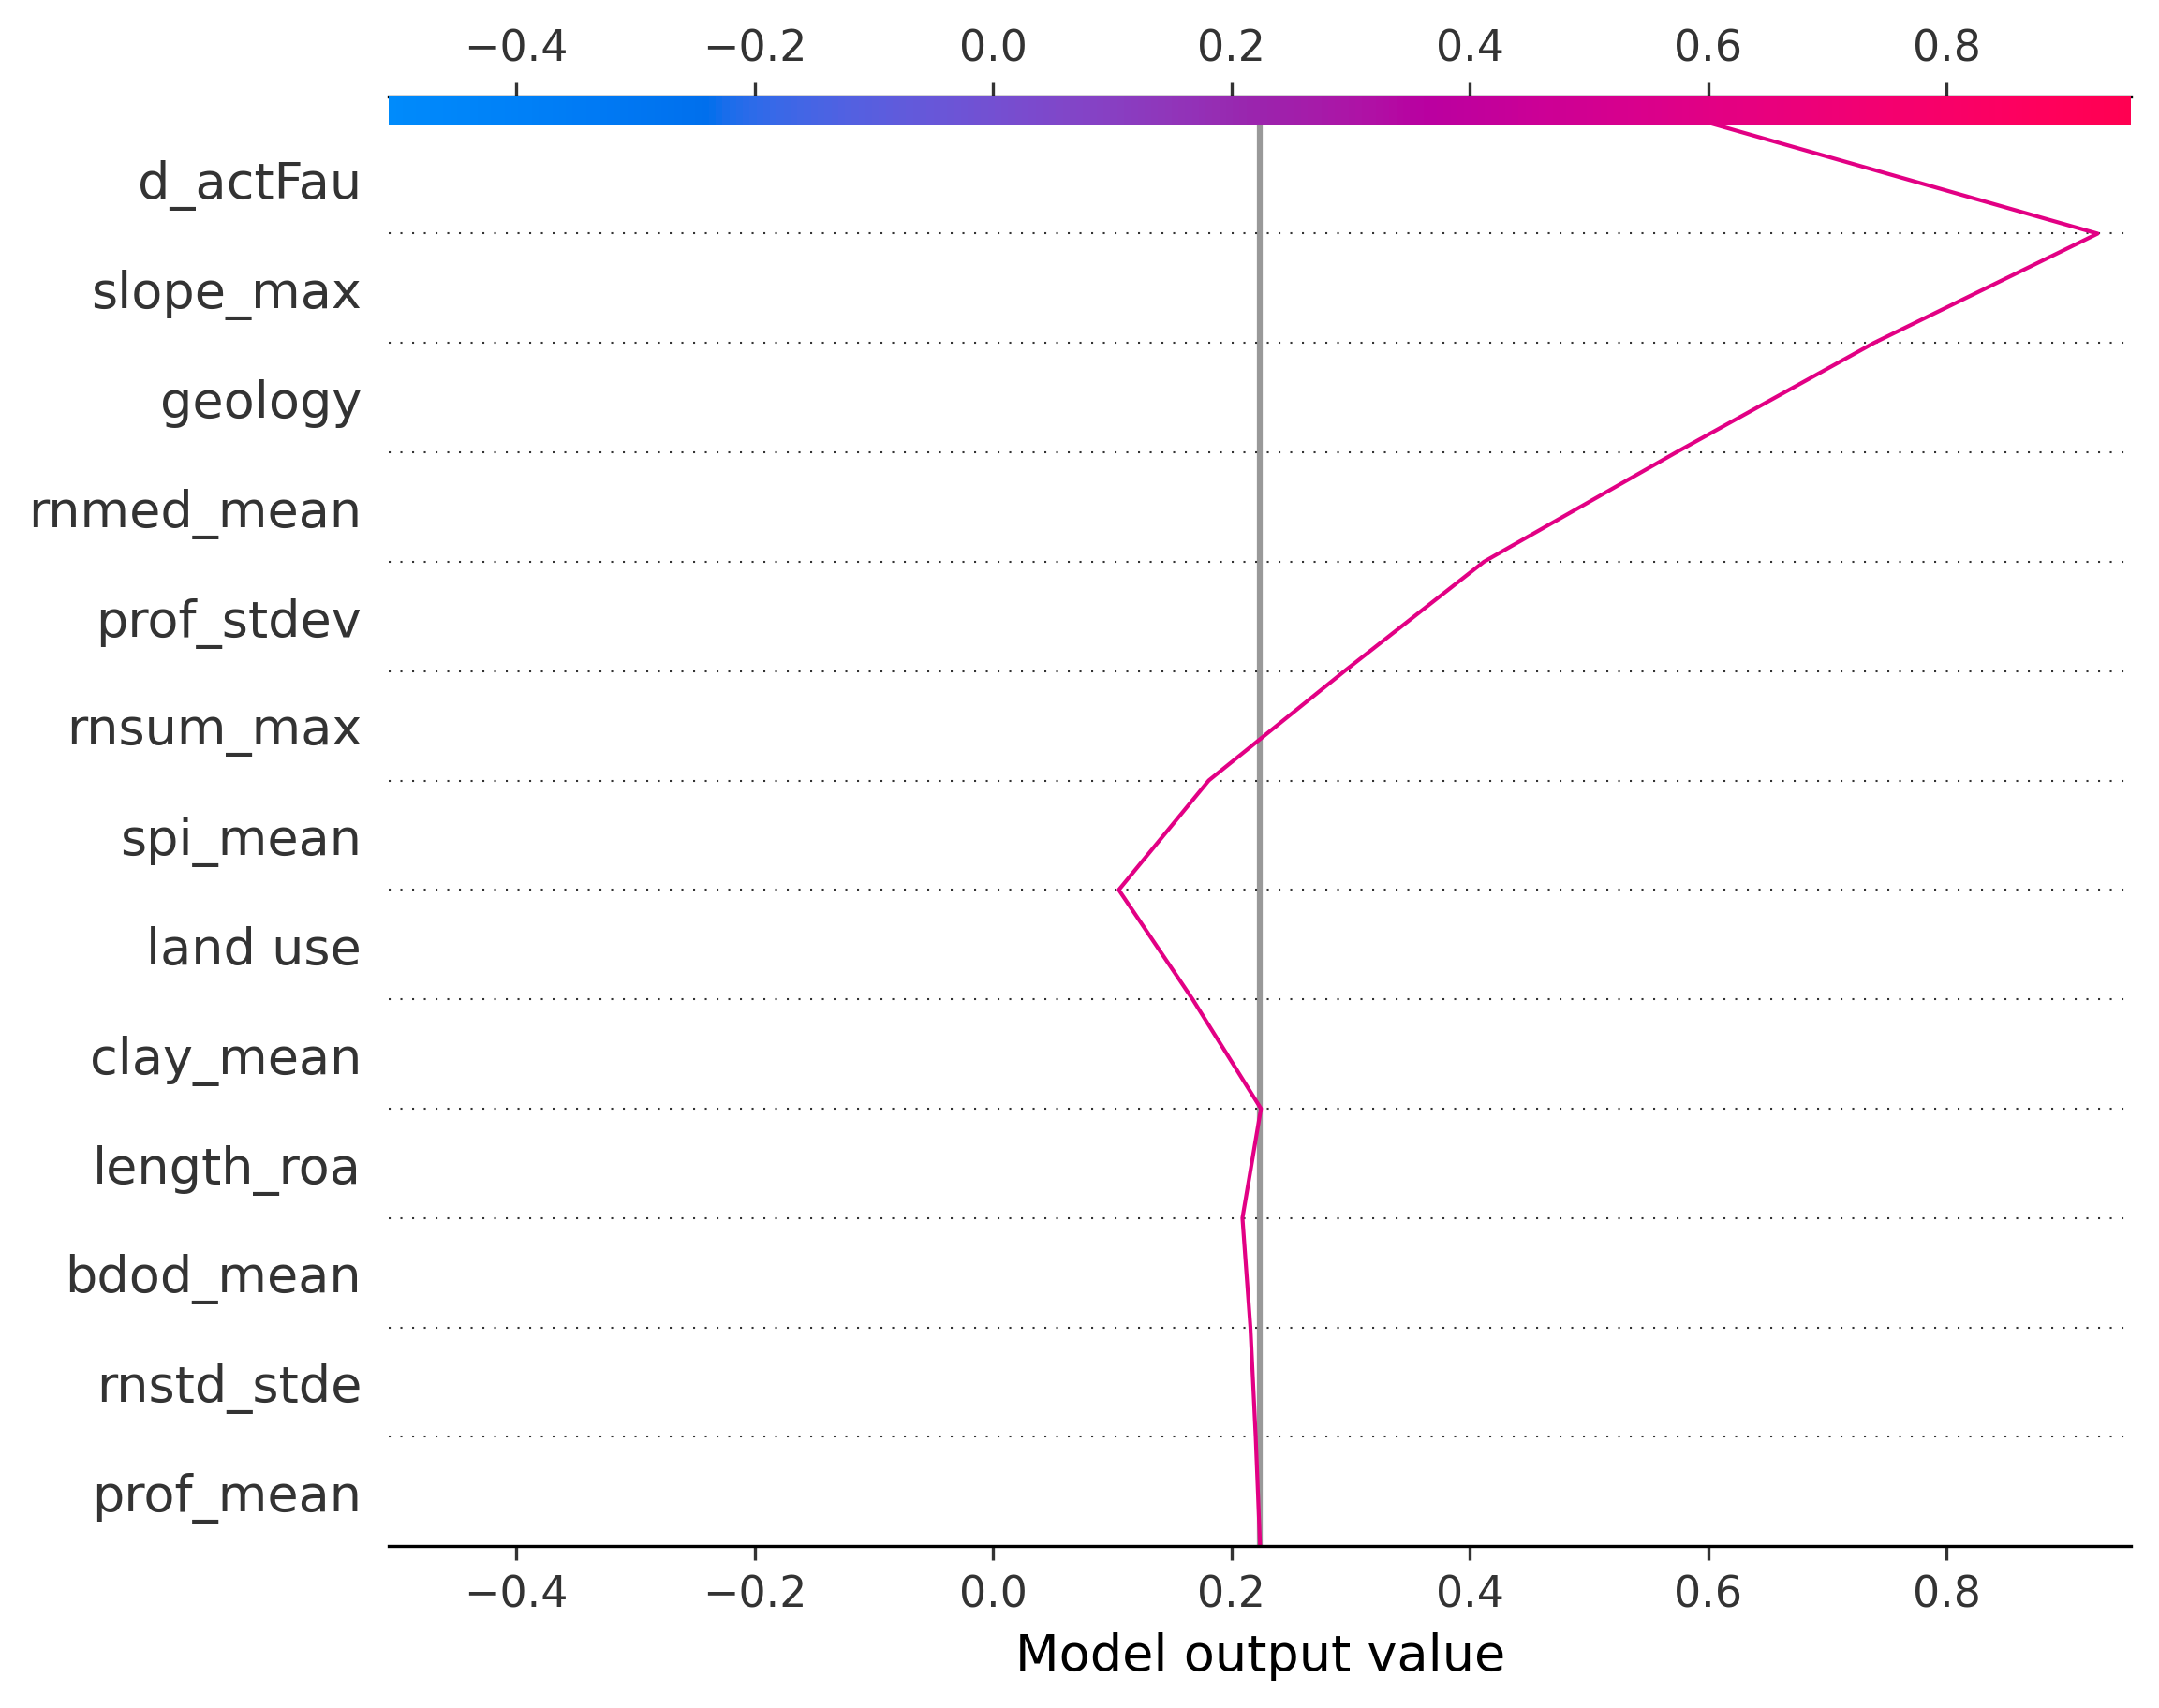 −0.4 −0.2 0.0 0.2 0.4 0.6 0.8
d_actFau
slope_max
geology
rnmed_mean
prof_stdev
rnsum_max
spi_mean
land use
clay_mean
length_roa
bdod_mean
rnstd_stde
prof_mean
−0.4 −0.2 0.0 0.2 0.4 0.6 0.8
Model output value